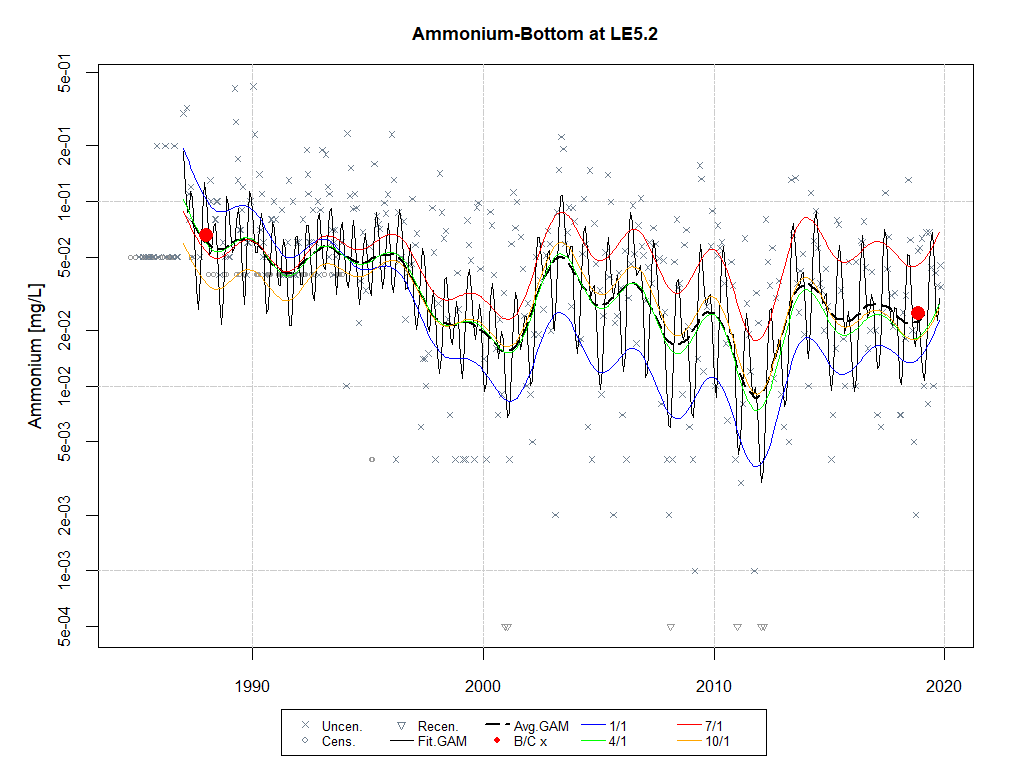 Ammonium-Bottom at LE5.2
Ammonium [mg/L]
5e-01
2e-01
1e-01
5e-02
2e-02
1e-02
5e-03
2e-03
1e-03
5e-04
1990 2000 2010 2020
Uncen. Recen. Avg.GAM 1/1 7/1
Cens. Fit.GAM B/C x 4/1 10/1